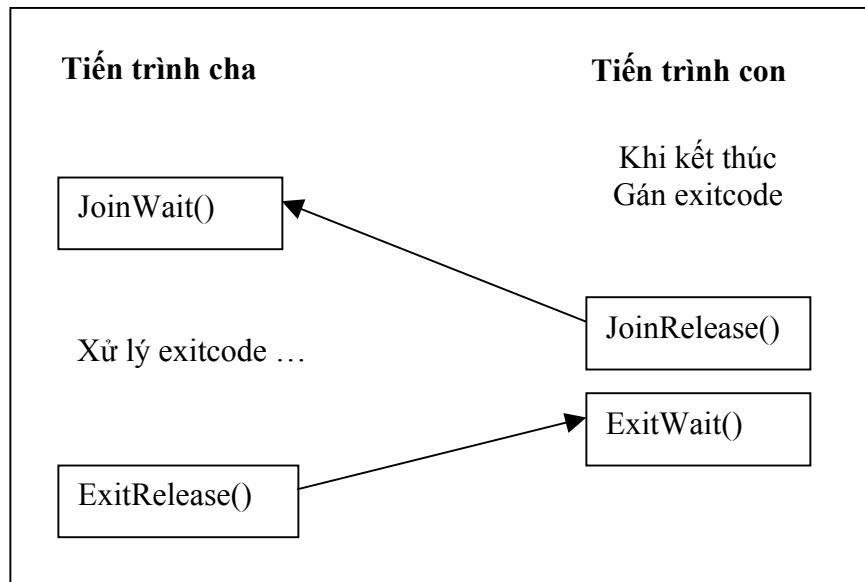 Tiến trình cha
Tiến trình con
Khi kết thúc
Gán exitcode
JoinWait()
JoinRelease()
Xử lý exitcode …
ExitWait()
ExitRelease()